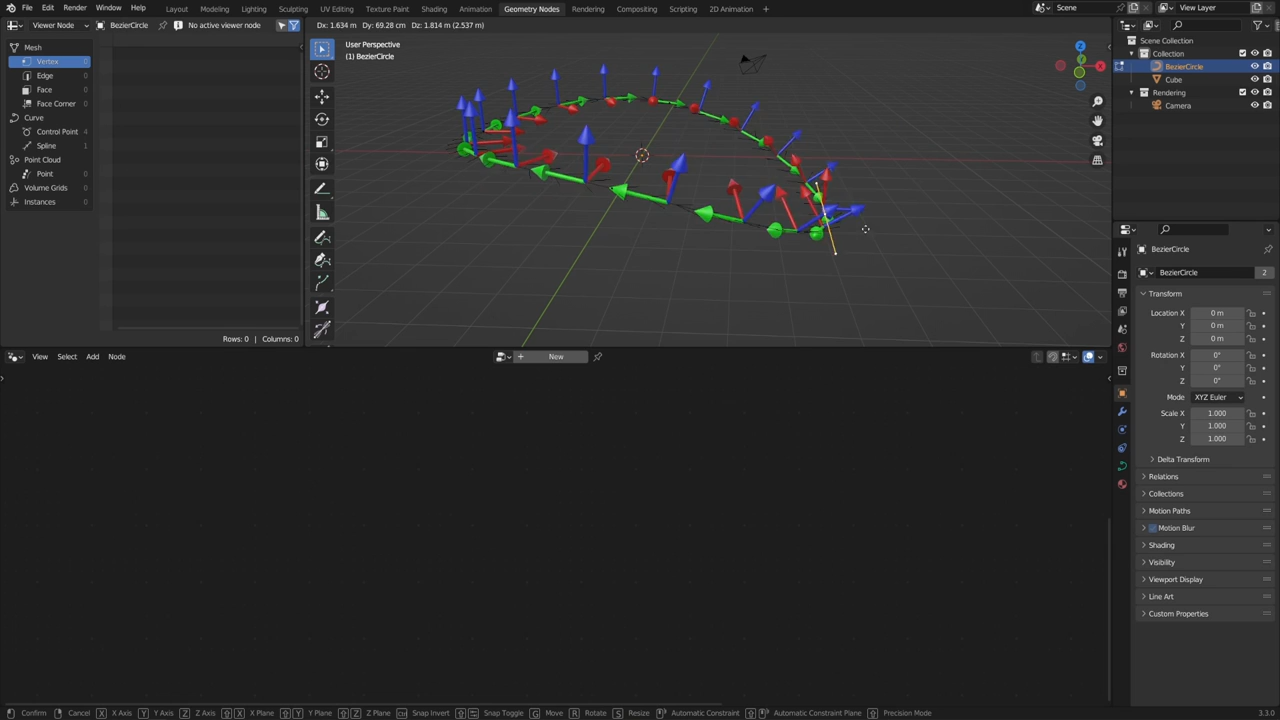 File Edit Render Window Help Layout Modeling Sculpting UV Editing Texture Paint Shading Animation Geometry Nodes Rendering Compositing Scripting 2D Animation + Scene View Layer
Viewer Node BezierCircle No active viewer node Dx: 1.634 m Dy: 69.28 cm Dz: 1.814 m (2.537 m)
User Perspective
(1) BezierCircle
Mesh
Vertex 0
Edge 0
Face 0
Face Corner 0
Curve
Control Point 4
Spline 1
Point Cloud
Point 0
Volume Grids 0
Instances 0
Rows: 0 | Columns: 0
Scene Collection
Collection
BezierCircle
Cube
Rendering
Camera
BezierCircle
BezierCircle 2
Transform
Location X 0 m
Y 0 m
Z 0 m
Rotation X 0°
Y 0°
Z 0°
Mode XYZ Euler
Scale X 1.000
Y 1.000
Z 1.000
Delta Transform
Relations
Collections
Motion Paths
Motion Blur
Shading
Visibility
Viewport Display
Line Art
Custom Properties
View Select Add Node + New
Confirm Cancel X X Axis Y Y Axis Z Z Axis X X Plane Y Y Plane Z Z Plane Snap Invert Snap Toggle G Move R Rotate S Resize Automatic Constraint Automatic Constraint Plane Precision Mode 3.3.0